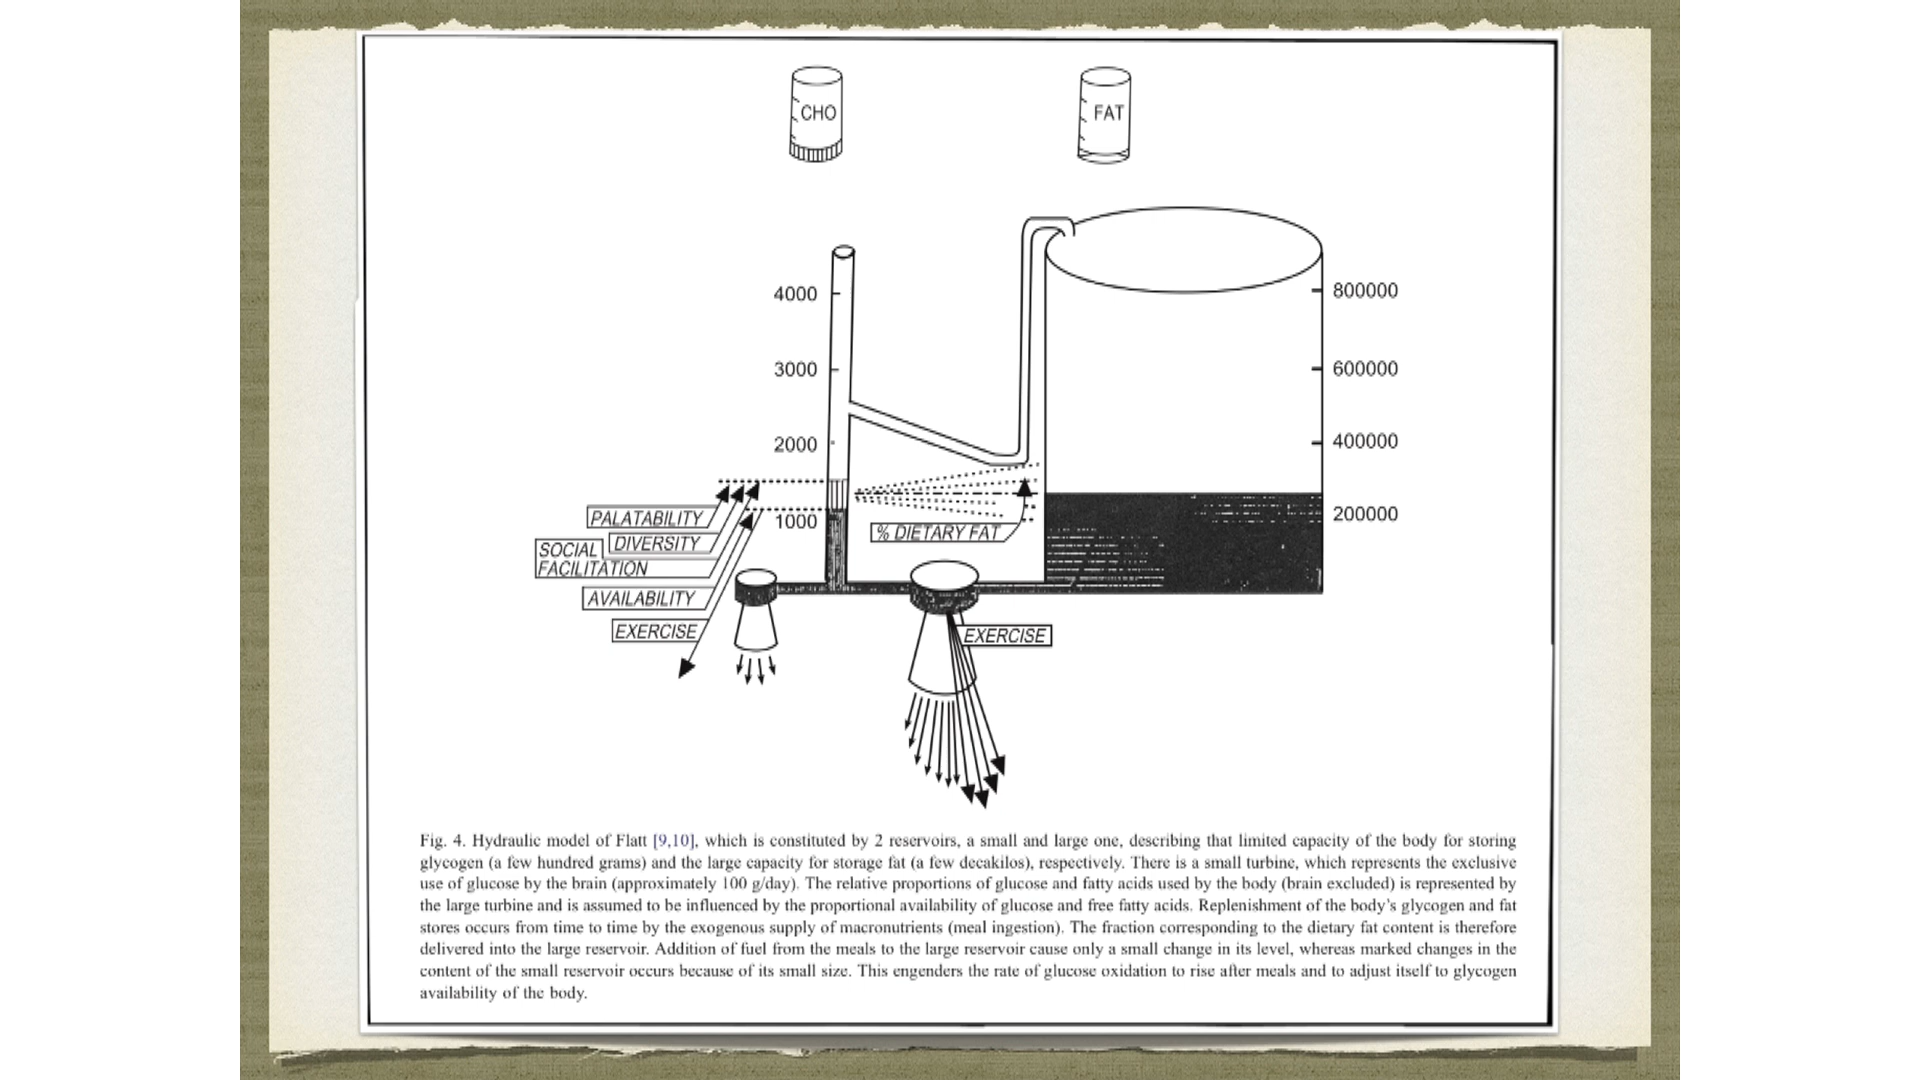 CHO
FAT
4000
800000
3000
600000
2000
400000
PALATABILITY
1000
200000
SOCIAL
FACILITATION
DIVERSITY
% DIETARY FAT
AVAILABILITY
EXERCISE
EXERCISE
Fig. 4. Hydraulic model of Flatt [9,10], which is constituted by 2 reservoirs, a small and large one, describing that limited capacity of the body for storing
glycogen (a few hundred grams) and the large capacity for storage fat (a few decakilos), respectively. There is a small turbine, which represents the exclusive
use of glucose by the brain (approximately 100 g/day). The relative proportions of glucose and fatty acids used by the body (brain excluded) is represented by
the large turbine and is assumed to be influenced by the proportional availability of glucose and free fatty acids. Replenishment of the body's glycogen and fat
stores occurs from time to time by the exogenous supply of macronutrients (meal ingestion). The fraction corresponding to the dietary fat content is therefore
delivered into the large reservoir. Addition of fuel from the meals to the large reservoir cause only a small change in its level, whereas marked changes in the
content of the small reservoir occurs because of its small size. This engenders the rate of glucose oxidation to rise after meals and to adjust itself to glycogen
availability of the body.